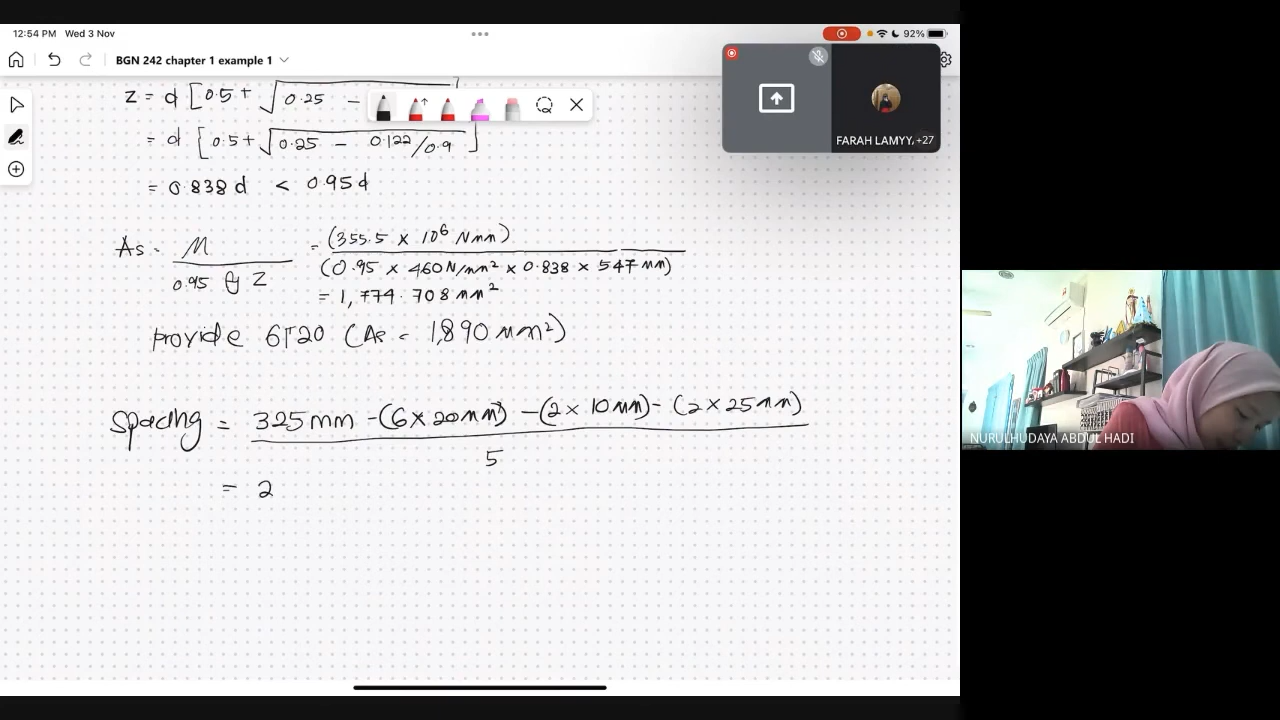 12:54 PM Wed 3 Nov
92%
BGN 242 chapter 1 example 1
FARAH LAMYY, +27
z = d [0.5 + √0.25 -
= d [0.5 + √0.25 - 0.122/0.9 ]
= 0.838 d < 0.95 d
As = M / 0.95 fy z = (355.5 x 10⁶ Nmm) / (0.95 x 460 N/mm² x 0.838 x 547 mm)
= 1,774.708 mm²
provide 6T20 (As = 1,890 mm²)
spacing = 325 mm - (6 x 20 mm) - (2 x 10 mm) - (2 x 25 mm) / 5
= 2
NURULHUDAYA ABDUL HADI